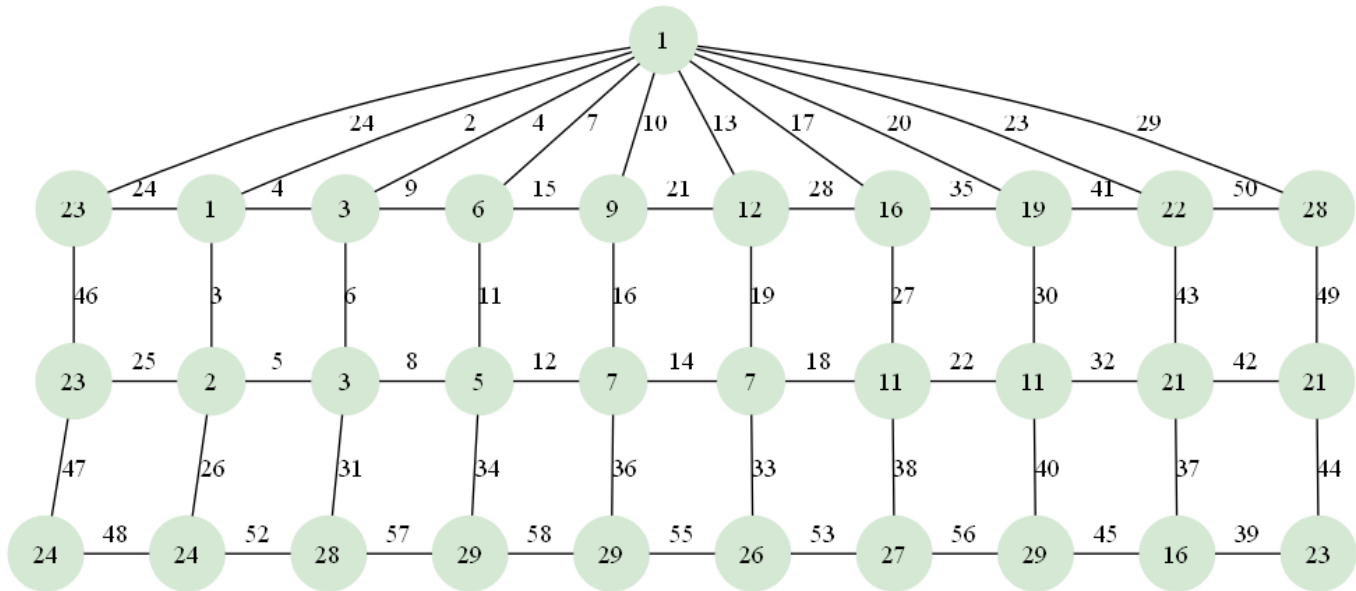 1
24 2 4 7 10 13 17 20 23 29
24 4 9 15 21 28 35 41 50
23 1 3 6 9 12 16 19 22 28
46 3 6 11 16 19 27 30 43 49
25 5 8 12 14 18 22 32 42
23 2 3 5 7 7 11 11 21 21
47 26 31 34 36 33 38 40 37 44
48 52 57 58 55 53 56 45 39
24 24 28 29 29 26 27 29 16 23